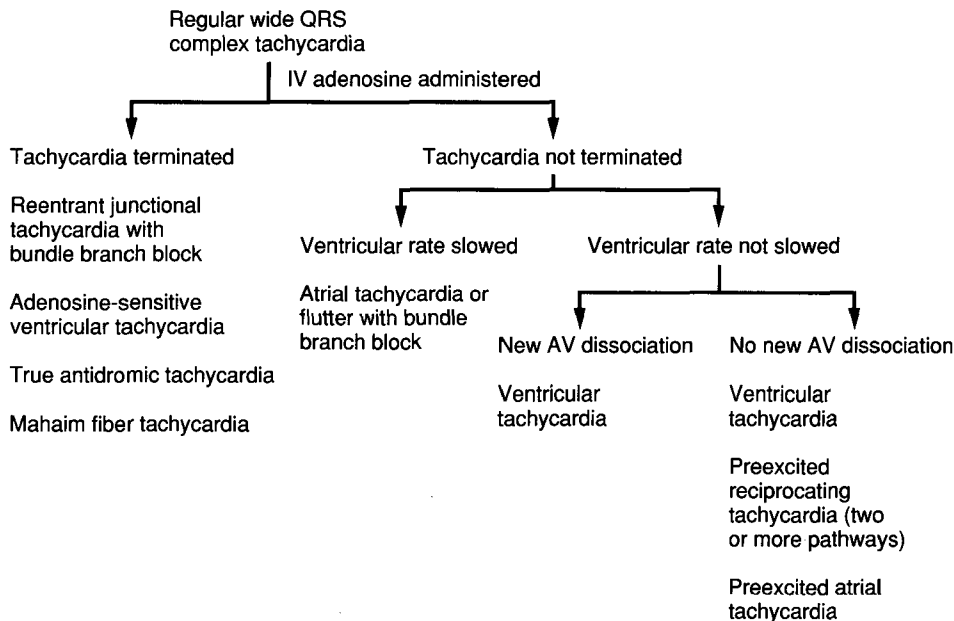 Regular wide QRS
complex tachycardia
IV adenosine administered
Tachycardia terminated
Reentrant junctional
tachycardia with
bundle branch block
Adenosine-sensitive
ventricular tachycardia
True antidromic tachycardia
Mahaim fiber tachycardia
Tachycardia not terminated
Ventricular rate slowed
Atrial tachycardia or
flutter with bundle
branch block
Ventricular rate not slowed
New AV dissociation
Ventricular
tachycardia
No new AV dissociation
Ventricular
tachycardia
Preexcited
reciprocating
tachycardia (two
or more pathways)
Preexcited atrial
tachycardia